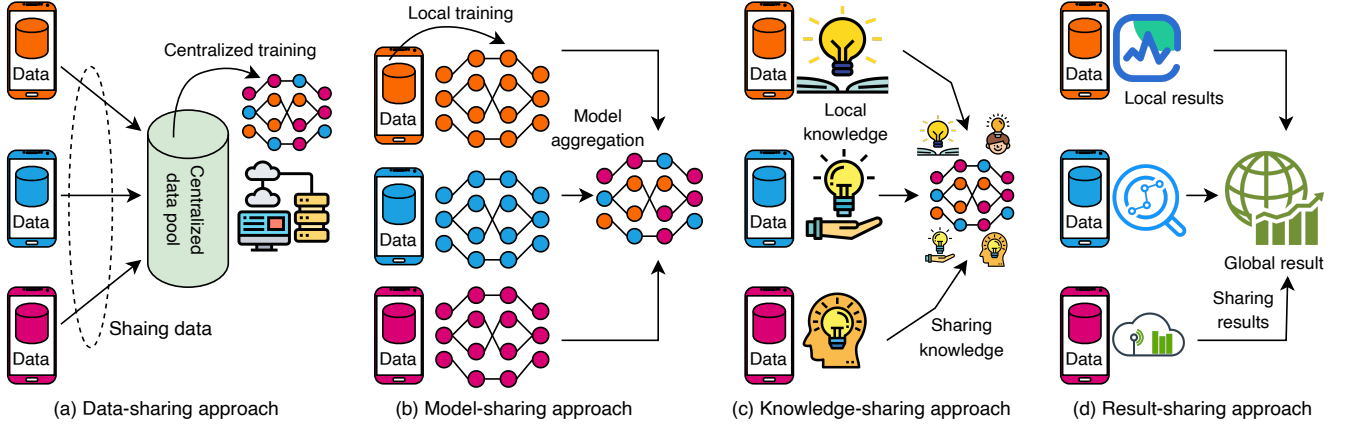 Data
Data
Data
Centralized training
Centralized
data pool
Shaing data
(a) Data-sharing approach
Local training
Data
Data
Data
Model
aggregation
(b) Model-sharing approach
Data
Data
Data
Local
knowledge
Sharing
knowledge
(c) Knowledge-sharing approach
Data
Data
Data
Local results
Global result
Sharing
results
(d) Result-sharing approach